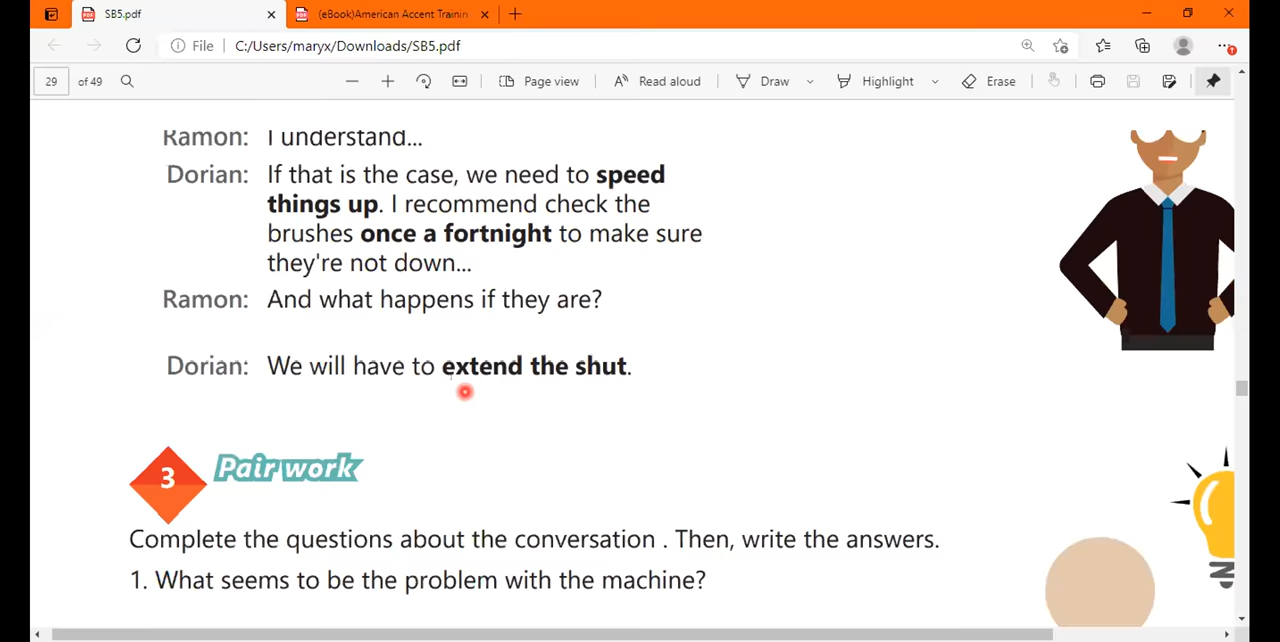 SB5.pdf
(eBook)American Accent Trainin
File
C:/Users/maryx/Downloads/SB5.pdf
29 of 49
Page view
Read aloud
Draw
Highlight
Erase
Ramon: I understand...
Dorian: If that is the case, we need to speed
things up. I recommend check the
brushes once a fortnight to make sure
they're not down...
Ramon: And what happens if they are?
Dorian: We will have to extend the shut.
3 Pair work
Complete the questions about the conversation . Then, write the answers.
1. What seems to be the problem with the machine?